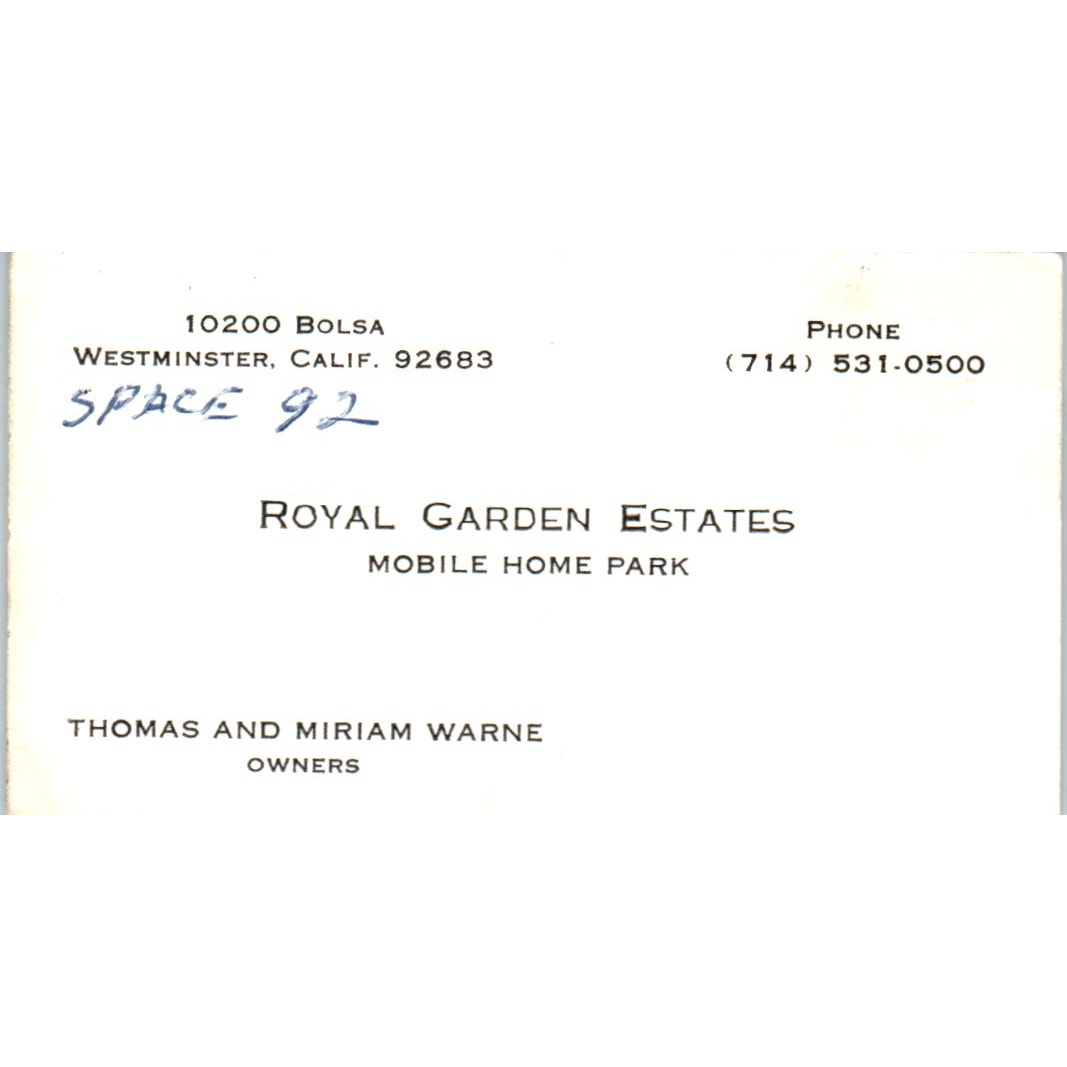 10200 Bolsa
Westminster, Calif. 92683
Phone
(714) 531-0500
SPACE 92
Royal Garden Estates
MOBILE HOME PARK
THOMAS AND MIRIAM WARNE
OWNERS